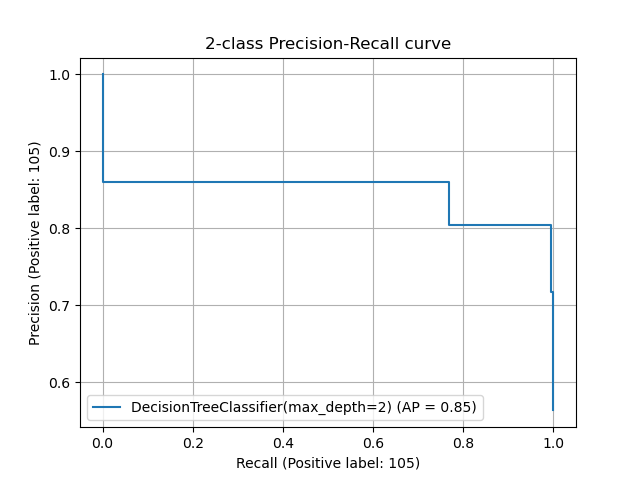 2-class Precision-Recall curve
Precision (Positive label: 105)
1.0
0.9
0.8
0.7
0.6
DecisionTreeClassifier(max_depth=2) (AP = 0.85)
0.0 0.2 0.4 0.6 0.8 1.0
Recall (Positive label: 105)